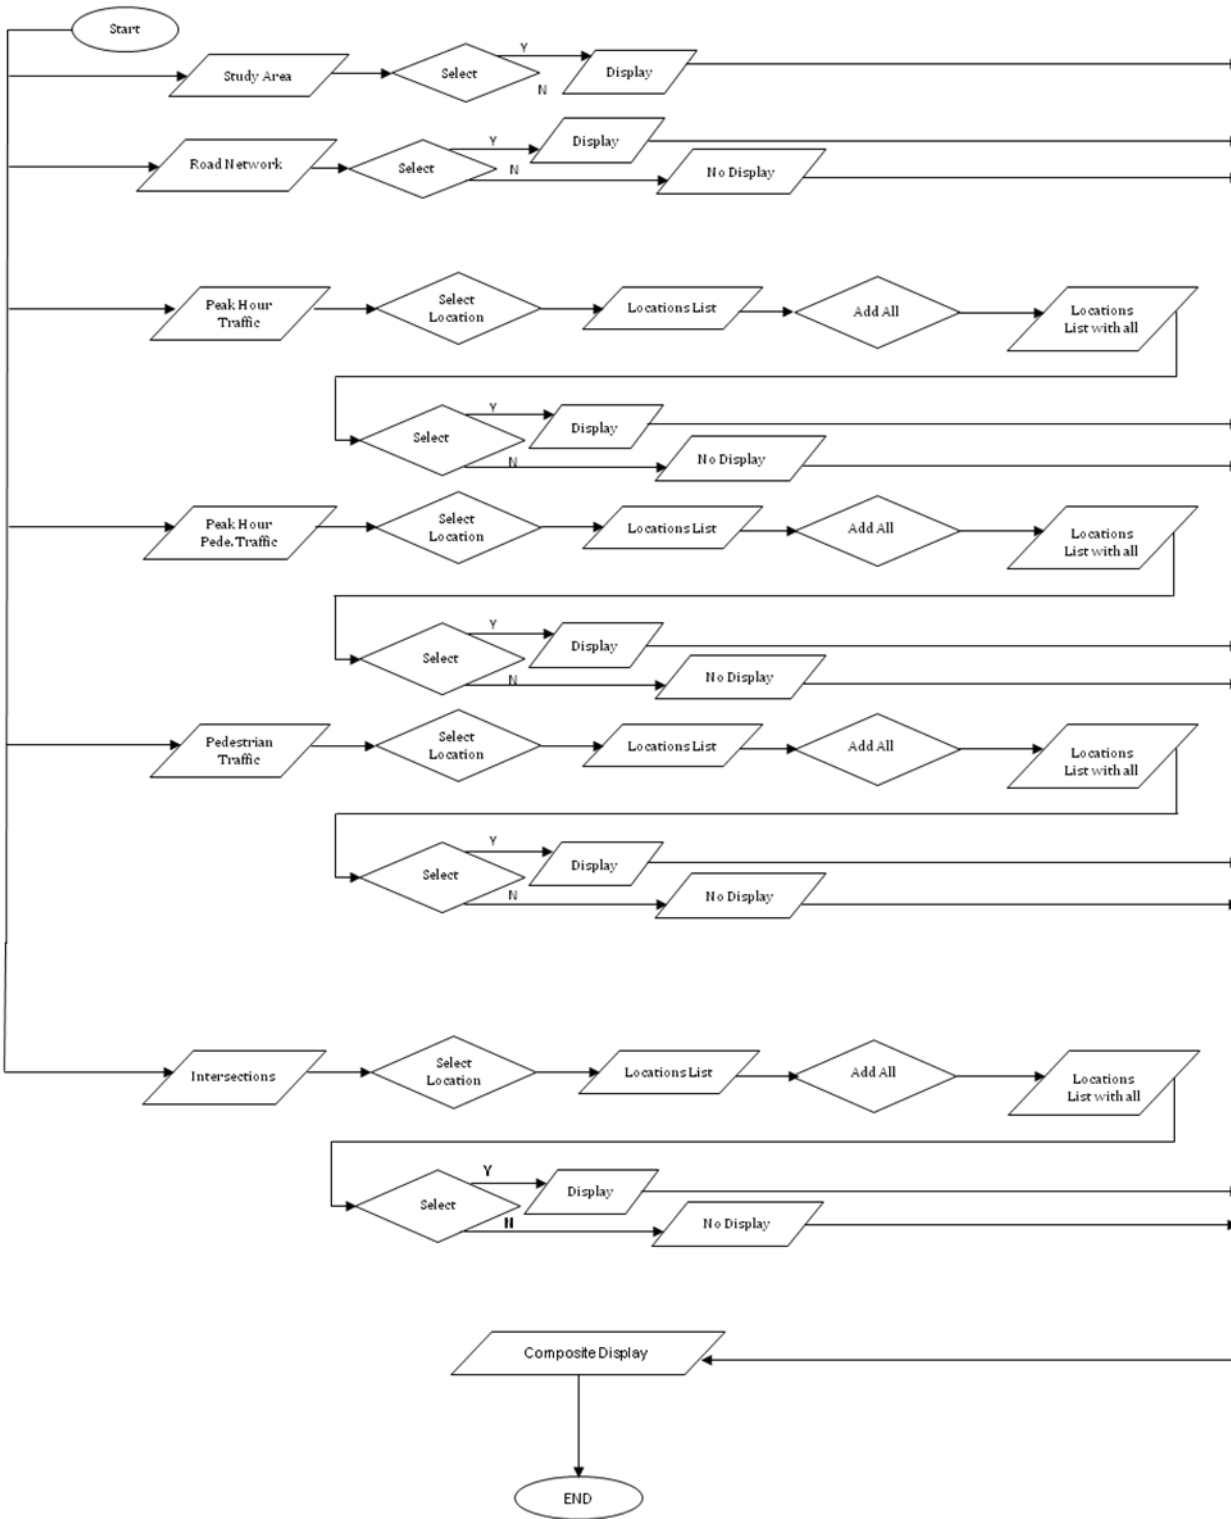 Start
Study Area
Select
Y
N
Display
Road Network
Select
Y
N
Display
No Display
Peak Hour
Traffic
Select
Location
Locations List
Add All
Locations
List with all
Select
Y
N
Display
No Display
Peak Hour
Pede. Traffic
Select
Location
Locations List
Add All
Locations
List with all
Select
Y
N
Display
No Display
Pedestrian
Traffic
Select
Location
Locations List
Add All
Locations
List with all
Select
Y
N
Display
No Display
Intersections
Select
Location
Locations List
Add All
Locations
List with all
Select
Y
N
Display
No Display
Composite Display
END